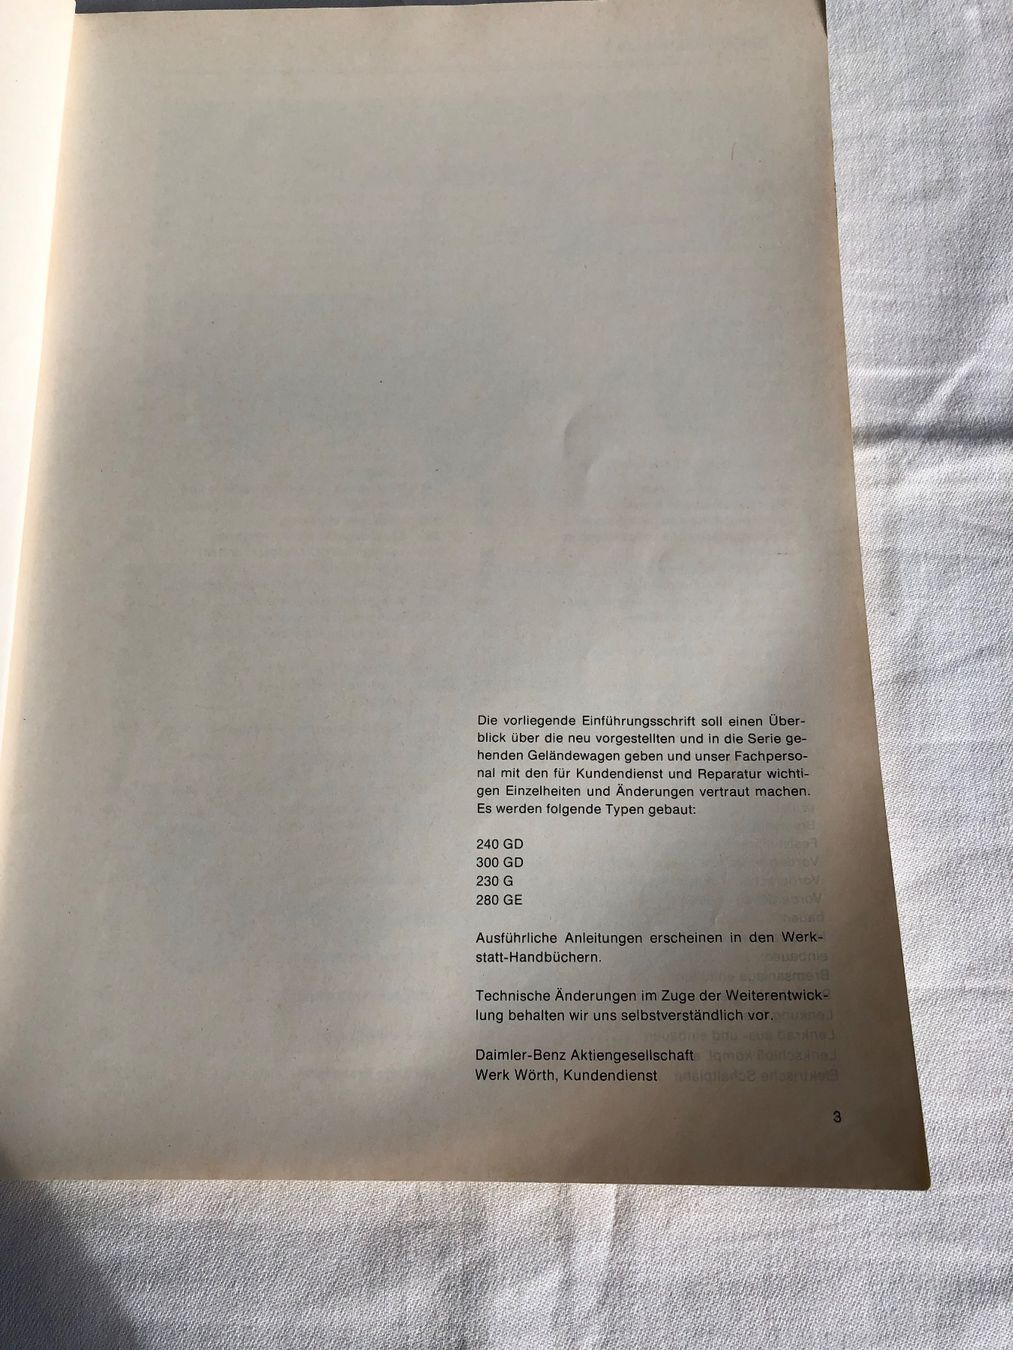 Die vorliegende Einführungsschrift soll einen Über-
blick über die neu vorgestellten und in die Serie ge-
henden Geländewagen geben und unser Fachperso-
nal mit den für Kundendienst und Reparatur wichti-
gen Einzelheiten und Änderungen vertraut machen.
Es werden folgende Typen gebaut:
240 GD
300 GD
230 G
280 GE
Ausführliche Anleitungen erscheinen in den Werk-
statt-Handbüchern.
Technische Änderungen im Zuge der Weiterentwick-
lung behalten wir uns selbstverständlich vor.
Daimler-Benz Aktiengesellschaft
Werk Wörth, Kundendienst
3